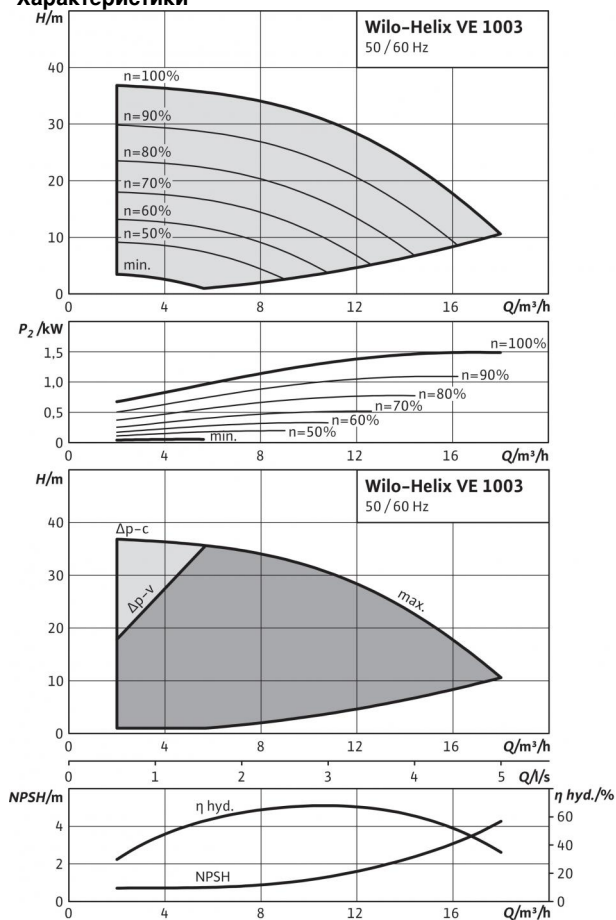 Характеристики
H/m
Wilo-Helix VE 1003
50 / 60 Hz
40
30
20
10
0
n=100%
n=90%
n=80%
n=70%
n=60%
n=50%
min.
0 4 8 12 16 Q/m³/h
P₂ /kW
1,5
1,0
0,5
0
n=100%
n=90%
n=80%
n=70%
n=60%
n=50%
min.
0 4 8 12 16 Q/m³/h
H/m
Wilo-Helix VE 1003
50 / 60 Hz
40
30
20
10
0
Δp-c
Δp-v
max.
0 4 8 12 16 Q/m³/h
0 1 2 3 4 5 Q/l/s
NPSH/m
η hyd./%
4
2
0
η hyd.
NPSH
60
40
20
0
0 4 8 12 16 Q/m³/h